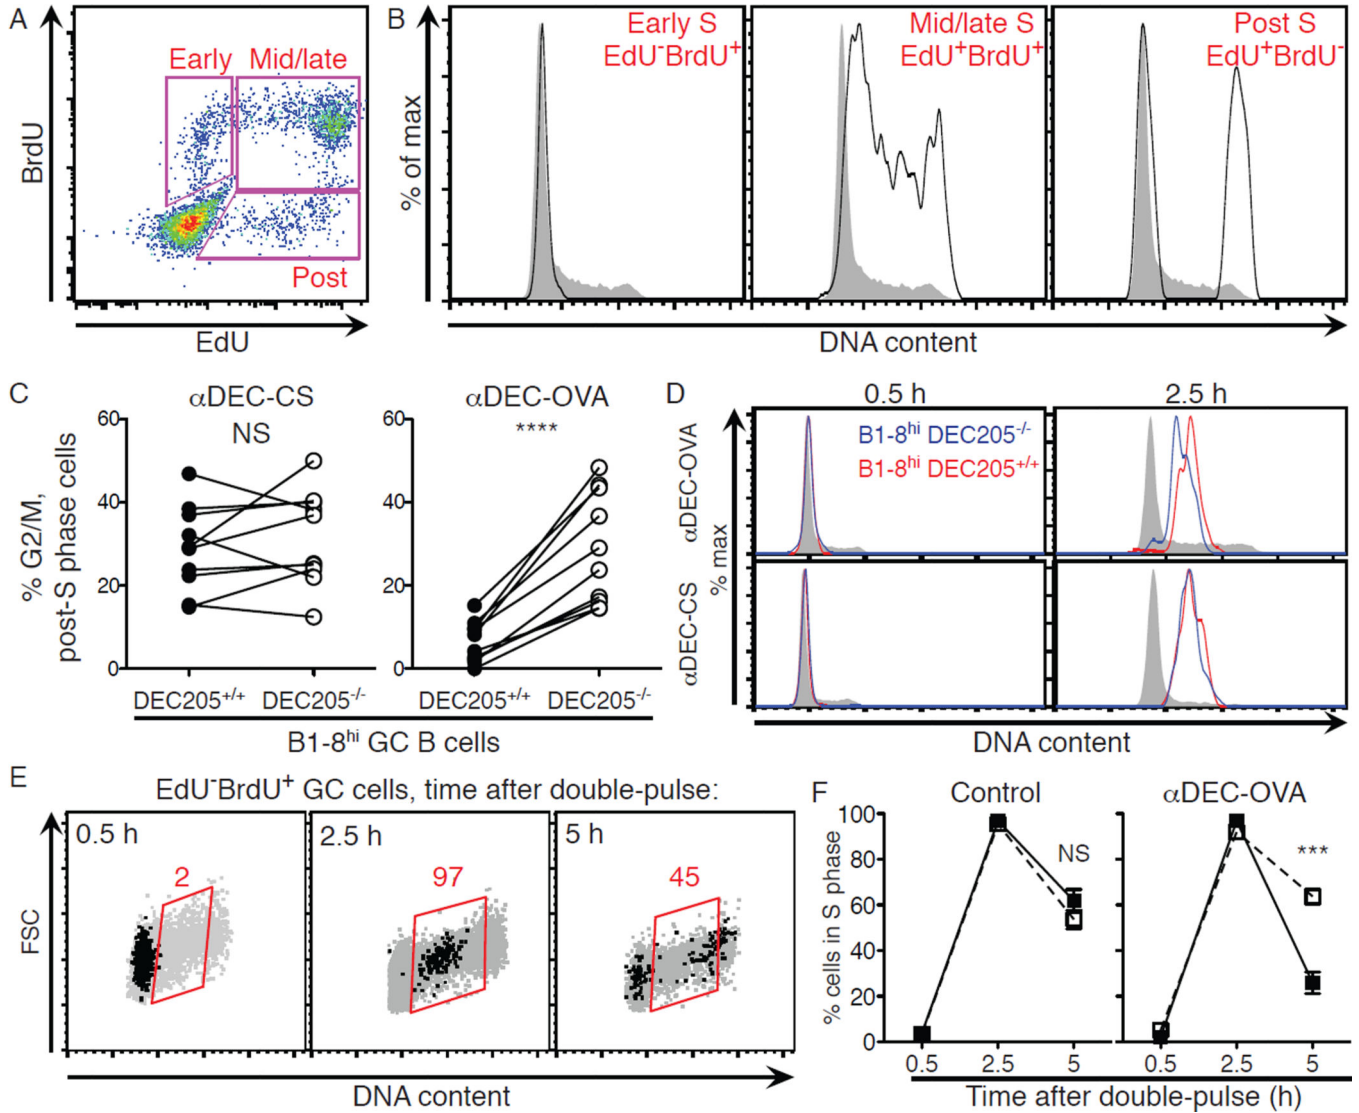 A
BrdU
Early
Mid/late
Post
EdU
B
% of max
Early S
EdU⁻BrdU⁺
Mid/late S
EdU⁺BrdU⁺
Post S
EdU⁺BrdU⁻
DNA content
C
αDEC-CS
NS
αDEC-OVA
****
% G2/M,
post-S phase cells
60
40
20
0
60
40
20
0
DEC205⁺/⁺ DEC205⁻/⁻
DEC205⁺/⁺ DEC205⁻/⁻
B1-8ʰⁱ GC B cells
D
0.5 h
2.5 h
αDEC-OVA
αDEC-CS
% max
B1-8ʰⁱ DEC205⁻/⁻
B1-8ʰⁱ DEC205⁺/⁺
DNA content
E
EdU⁻BrdU⁺ GC cells, time after double-pulse:
0.5 h
2
2.5 h
97
5 h
45
FSC
DNA content
F
Control
αDEC-OVA
% cells in S phase
100
80
60
40
20
0
NS
***
0.5 2.5 5
0.5 2.5 5
Time after double-pulse (h)